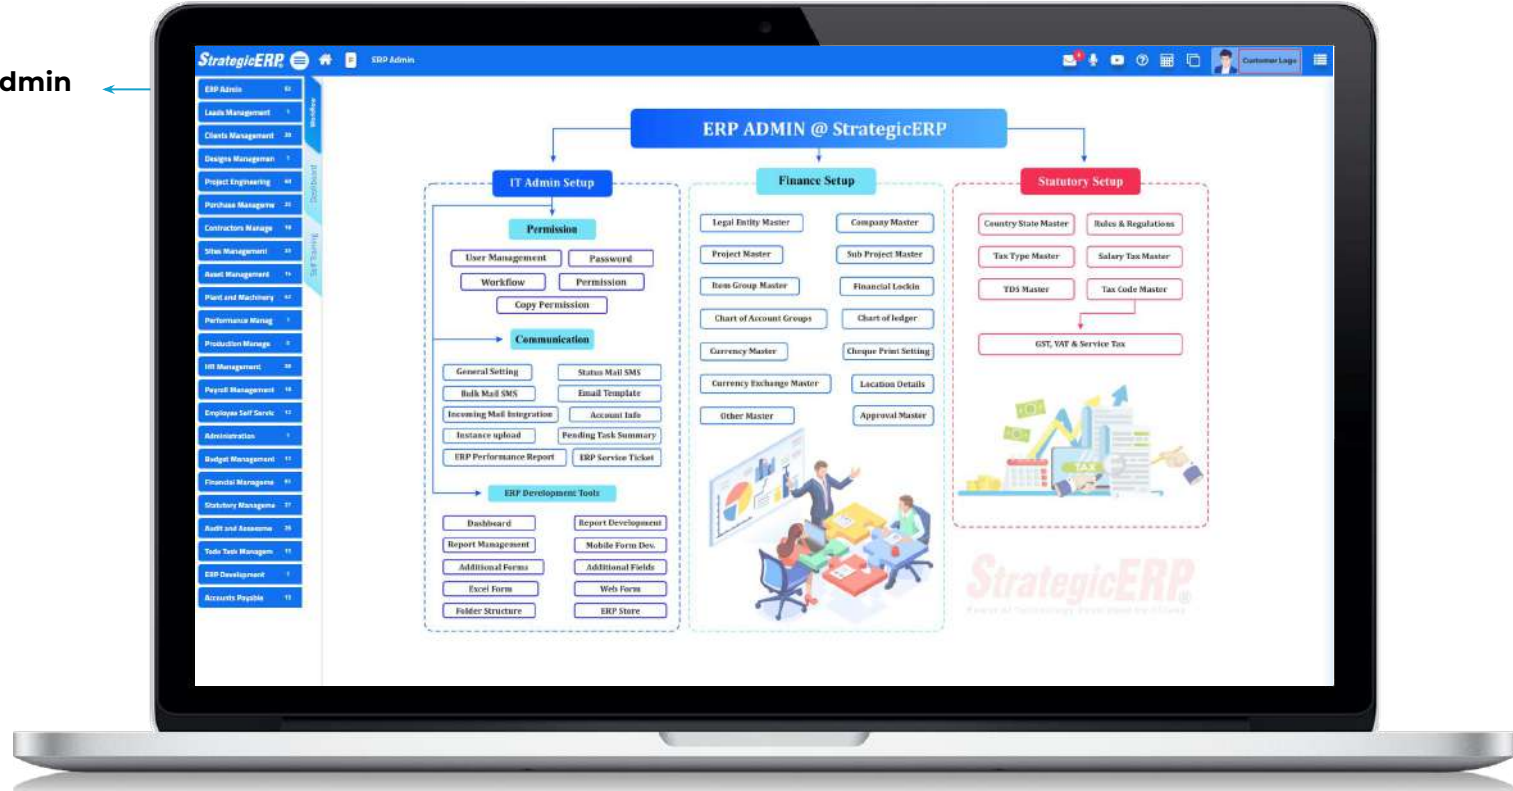 dmin
StrategicERP
ERP Admin
Customer Logo
ERP Admin
Leads Management
Clients Management
Designs Managemen
Project Engineering
Purchase Manageme
Contractors Manage
Sites Management
Asset Management
Plant and Machinery
Performance Manag
Production Manage
HR Management
Payroll Management
Employee Self Servic
Administration
Budget Management
Financial Manageme
Statutory Manageme
Audit and Assessme
Todo Task Managem
ERP Development
Accounts Payable
Workflow
Dashboard
Self Training
ERP ADMIN @ StrategicERP
IT Admin Setup
Permission
User Management
Password
Workflow
Permission
Copy Permission
Communication
General Setting
Status Mail SMS
Bulk Mail SMS
Email Template
Incoming Mail Integration
Account Info
Instance upload
Pending Task Summary
ERP Performance Report
ERP Service Ticket
ERP Development Tools
Dashboard
Report Development
Report Management
Mobile Form Dev.
Additional Forms
Additional Fields
Excel Form
Web Form
Folder Structure
ERP Store
Finance Setup
Legal Entity Master
Company Master
Project Master
Sub Project Master
Item Group Master
Financial Lockin
Chart of Account Groups
Chart of ledger
Currency Master
Cheque Print Setting
Currency Exchange Master
Location Details
Other Master
Approval Master
Statutory Setup
Country State Master
Rules & Regulations
Tax Type Master
Salary Tax Master
TDS Master
Tax Code Master
GST, VAT & Service Tax
TAX
StrategicERP®